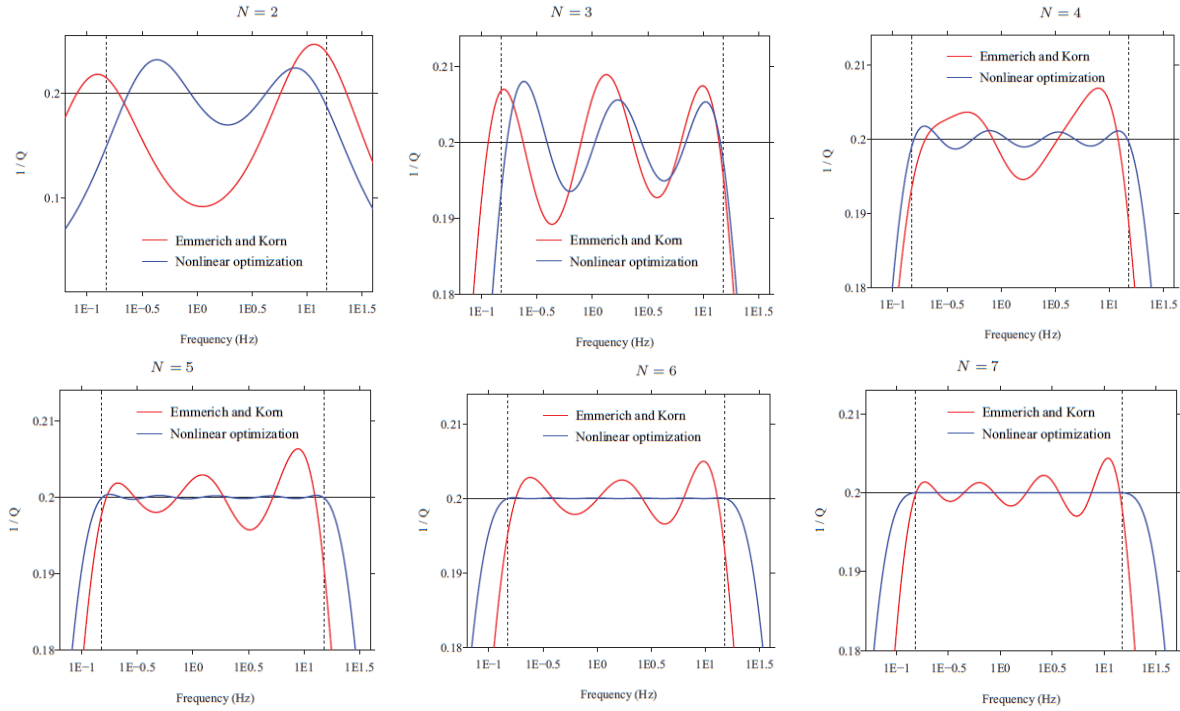 N = 2
0.2
0.1
1 / Q
Emmerich and Korn
Nonlinear optimization
1E−1 1E−0.5 1E0 1E0.5 1E1 1E1.5
Frequency (Hz)
N = 3
0.21
0.2
0.19
0.18
1 / Q
Emmerich and Korn
Nonlinear optimization
1E−1 1E−0.5 1E0 1E0.5 1E1 1E1.5
Frequency (Hz)
N = 4
0.21
0.2
0.19
0.18
1 / Q
Emmerich and Korn
Nonlinear optimization
1E−1 1E−0.5 1E0 1E0.5 1E1 1E1.5
Frequency (Hz)
N = 5
0.21
0.2
0.19
0.18
1 / Q
Emmerich and Korn
Nonlinear optimization
1E−1 1E−0.5 1E0 1E0.5 1E1 1E1.5
Frequency (Hz)
N = 6
0.21
0.2
0.19
0.18
1 / Q
Emmerich and Korn
Nonlinear optimization
1E−1 1E−0.5 1E0 1E0.5 1E1 1E1.5
Frequency (Hz)
N = 7
0.21
0.2
0.19
0.18
1 / Q
Emmerich and Korn
Nonlinear optimization
1E−1 1E−0.5 1E0 1E0.5 1E1 1E1.5
Frequency (Hz)